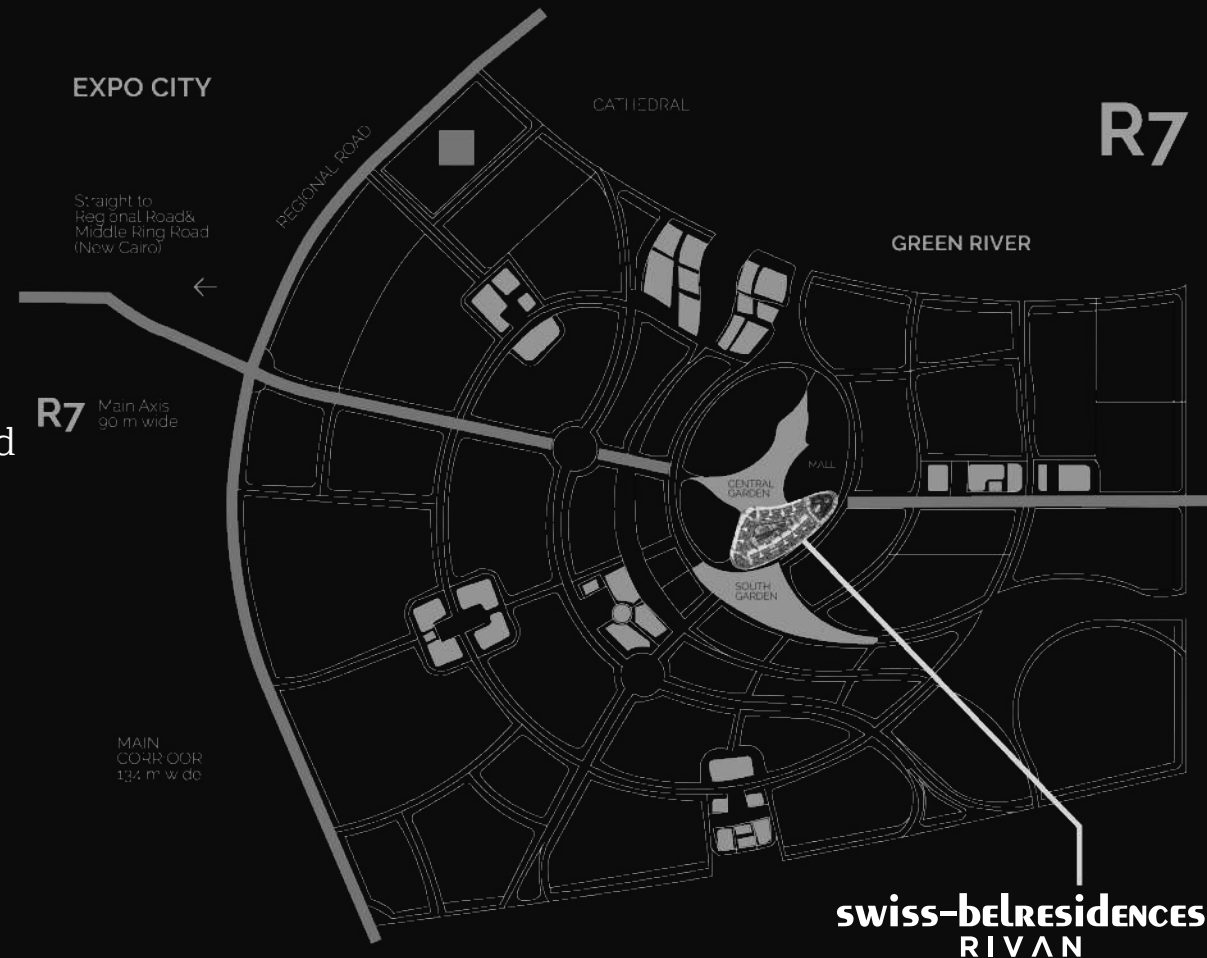 EXPO CITY
CATHEDRAL
R7
REGIONAL ROAD
Straight to
Regional Road&
Middle Ring Road
(New Cairo)
GREEN RIVER
R7 Main Axis
90 m wide
d
MALL
CENTRAL
GARDEN
SOUTH
GARDEN
MAIN
CORRIDOR
134 m wide
swiss-belresidences
RIVAN